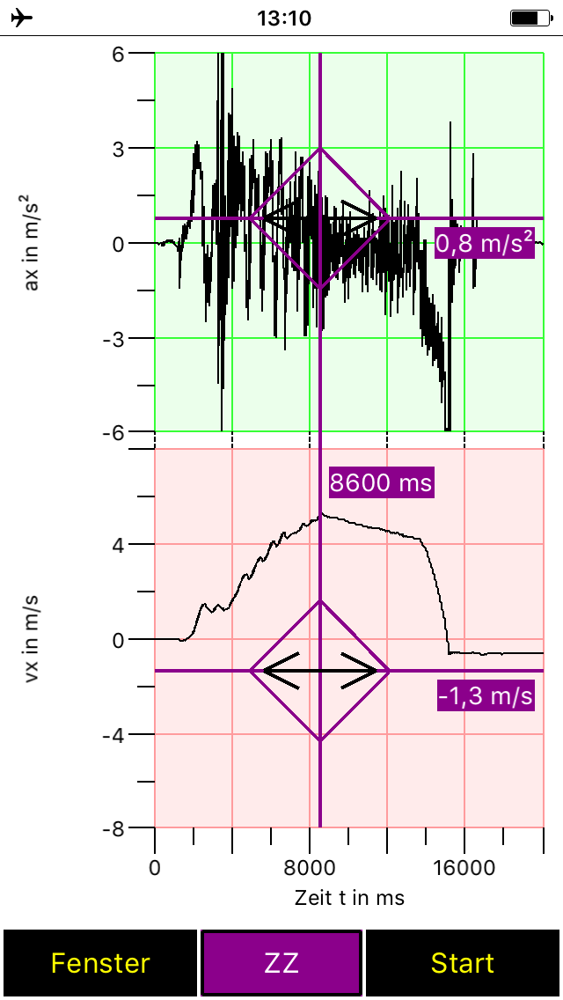 13:10
6
3
0
-3
-6
ax in m/s²
0,8 m/s²
8600 ms
4
0
-4
-8
vx in m/s
-1,3 m/s
0 8000 16000
Zeit t in ms
Fenster ZZ Start